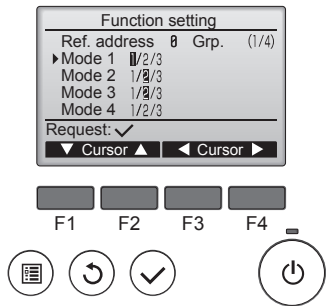 Function setting
Ref. address 0 Grp. (1/4)
▶Mode 1 1/2/3
Mode 2 1/2/3
Mode 3 1/2/3
Mode 4 1/2/3
Request:✓
▼ Cursor ▲ ◀ Cursor ▶
F1 F2 F3 F4